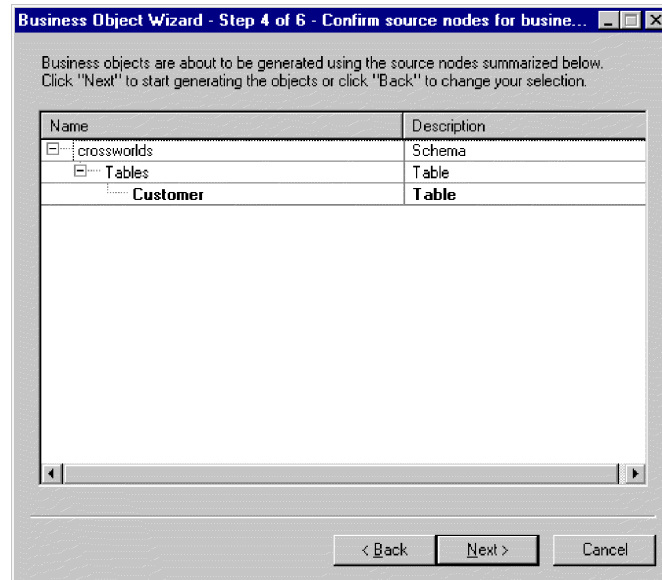 Business Object Wizard - Step 4 of 6 - Confirm source nodes for busine...
Business objects are about to be generated using the source nodes summarized below.
Click "Next" to start generating the objects or click "Back" to change your selection.
Name Description
crossworlds Schema
Tables Table
Customer Table
< Back Next > Cancel